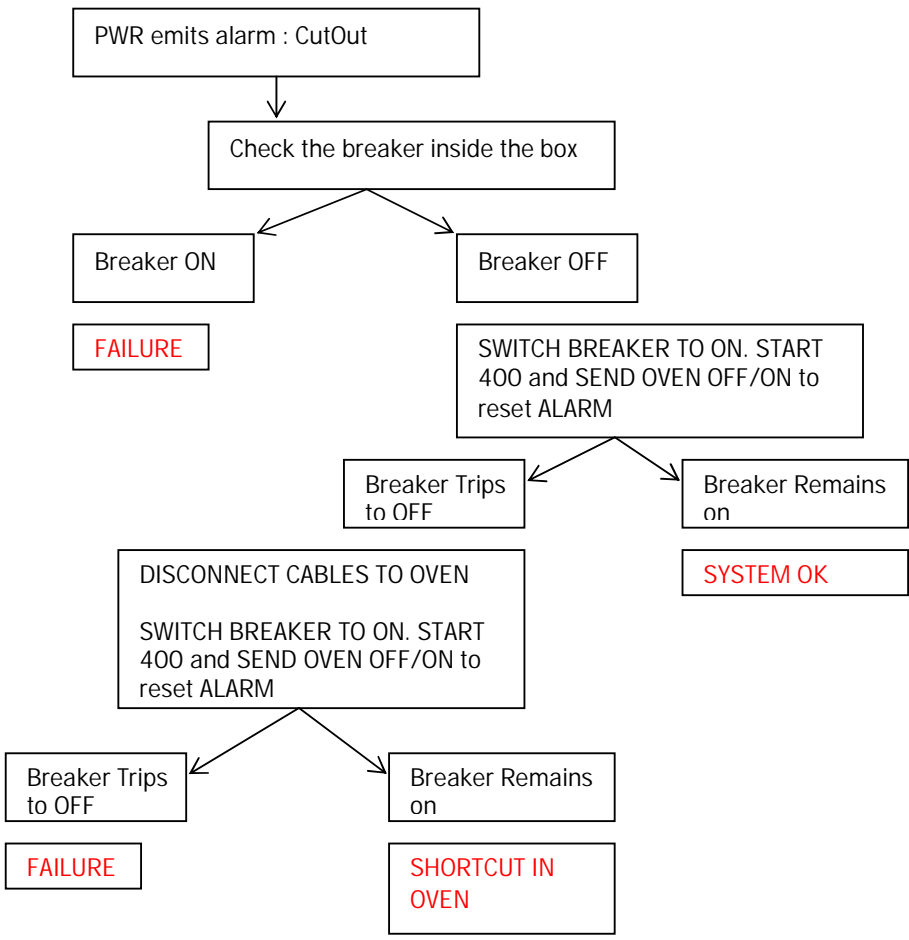 PWR emits alarm : CutOut
Check the breaker inside the box
Breaker ON
Breaker OFF
FAILURE
SWITCH BREAKER TO ON. START
400 and SEND OVEN OFF/ON to
reset ALARM
Breaker Trips
to OFF
Breaker Remains
on
SYSTEM OK
DISCONNECT CABLES TO OVEN
SWITCH BREAKER TO ON. START
400 and SEND OVEN OFF/ON to
reset ALARM
Breaker Trips
to OFF
Breaker Remains
on
FAILURE
SHORTCUT IN
OVEN